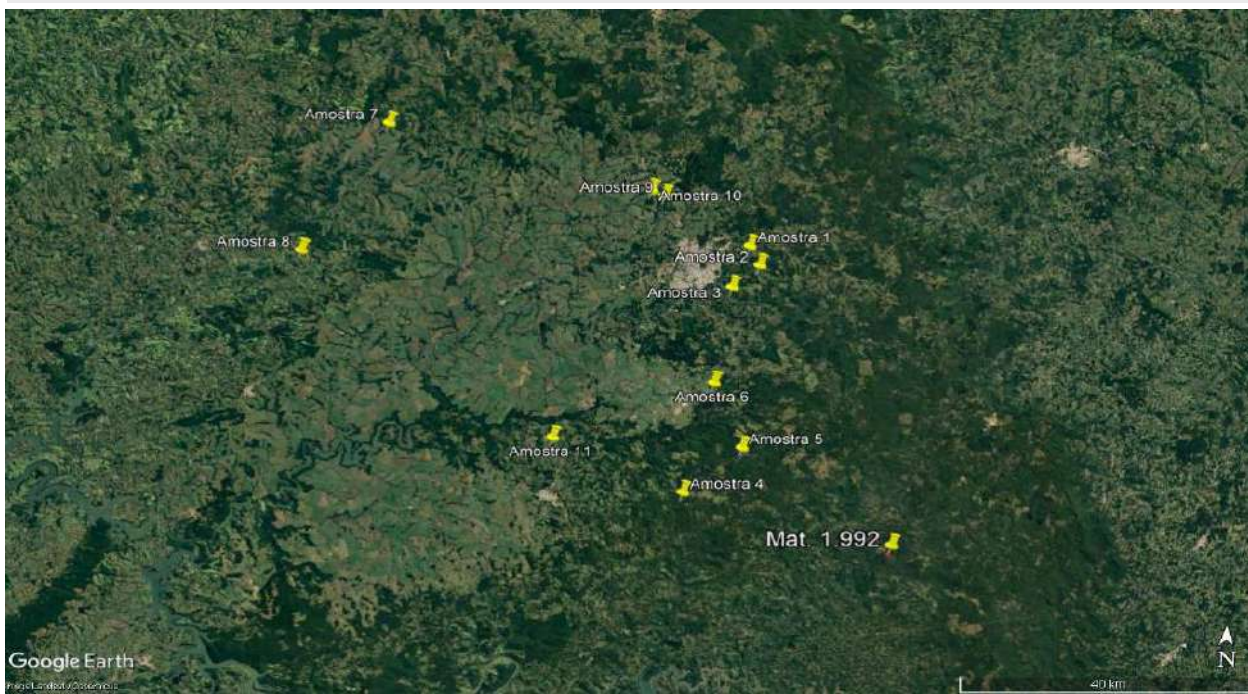 Amostra 7
Amostra 9
Amostra 10
Amostra 1
Amostra 8
Amostra 2
Amostra 3
Amostra 6
Amostra 11
Amostra 5
Amostra 4
Mat. 1.992
Google Earth
N
40 km